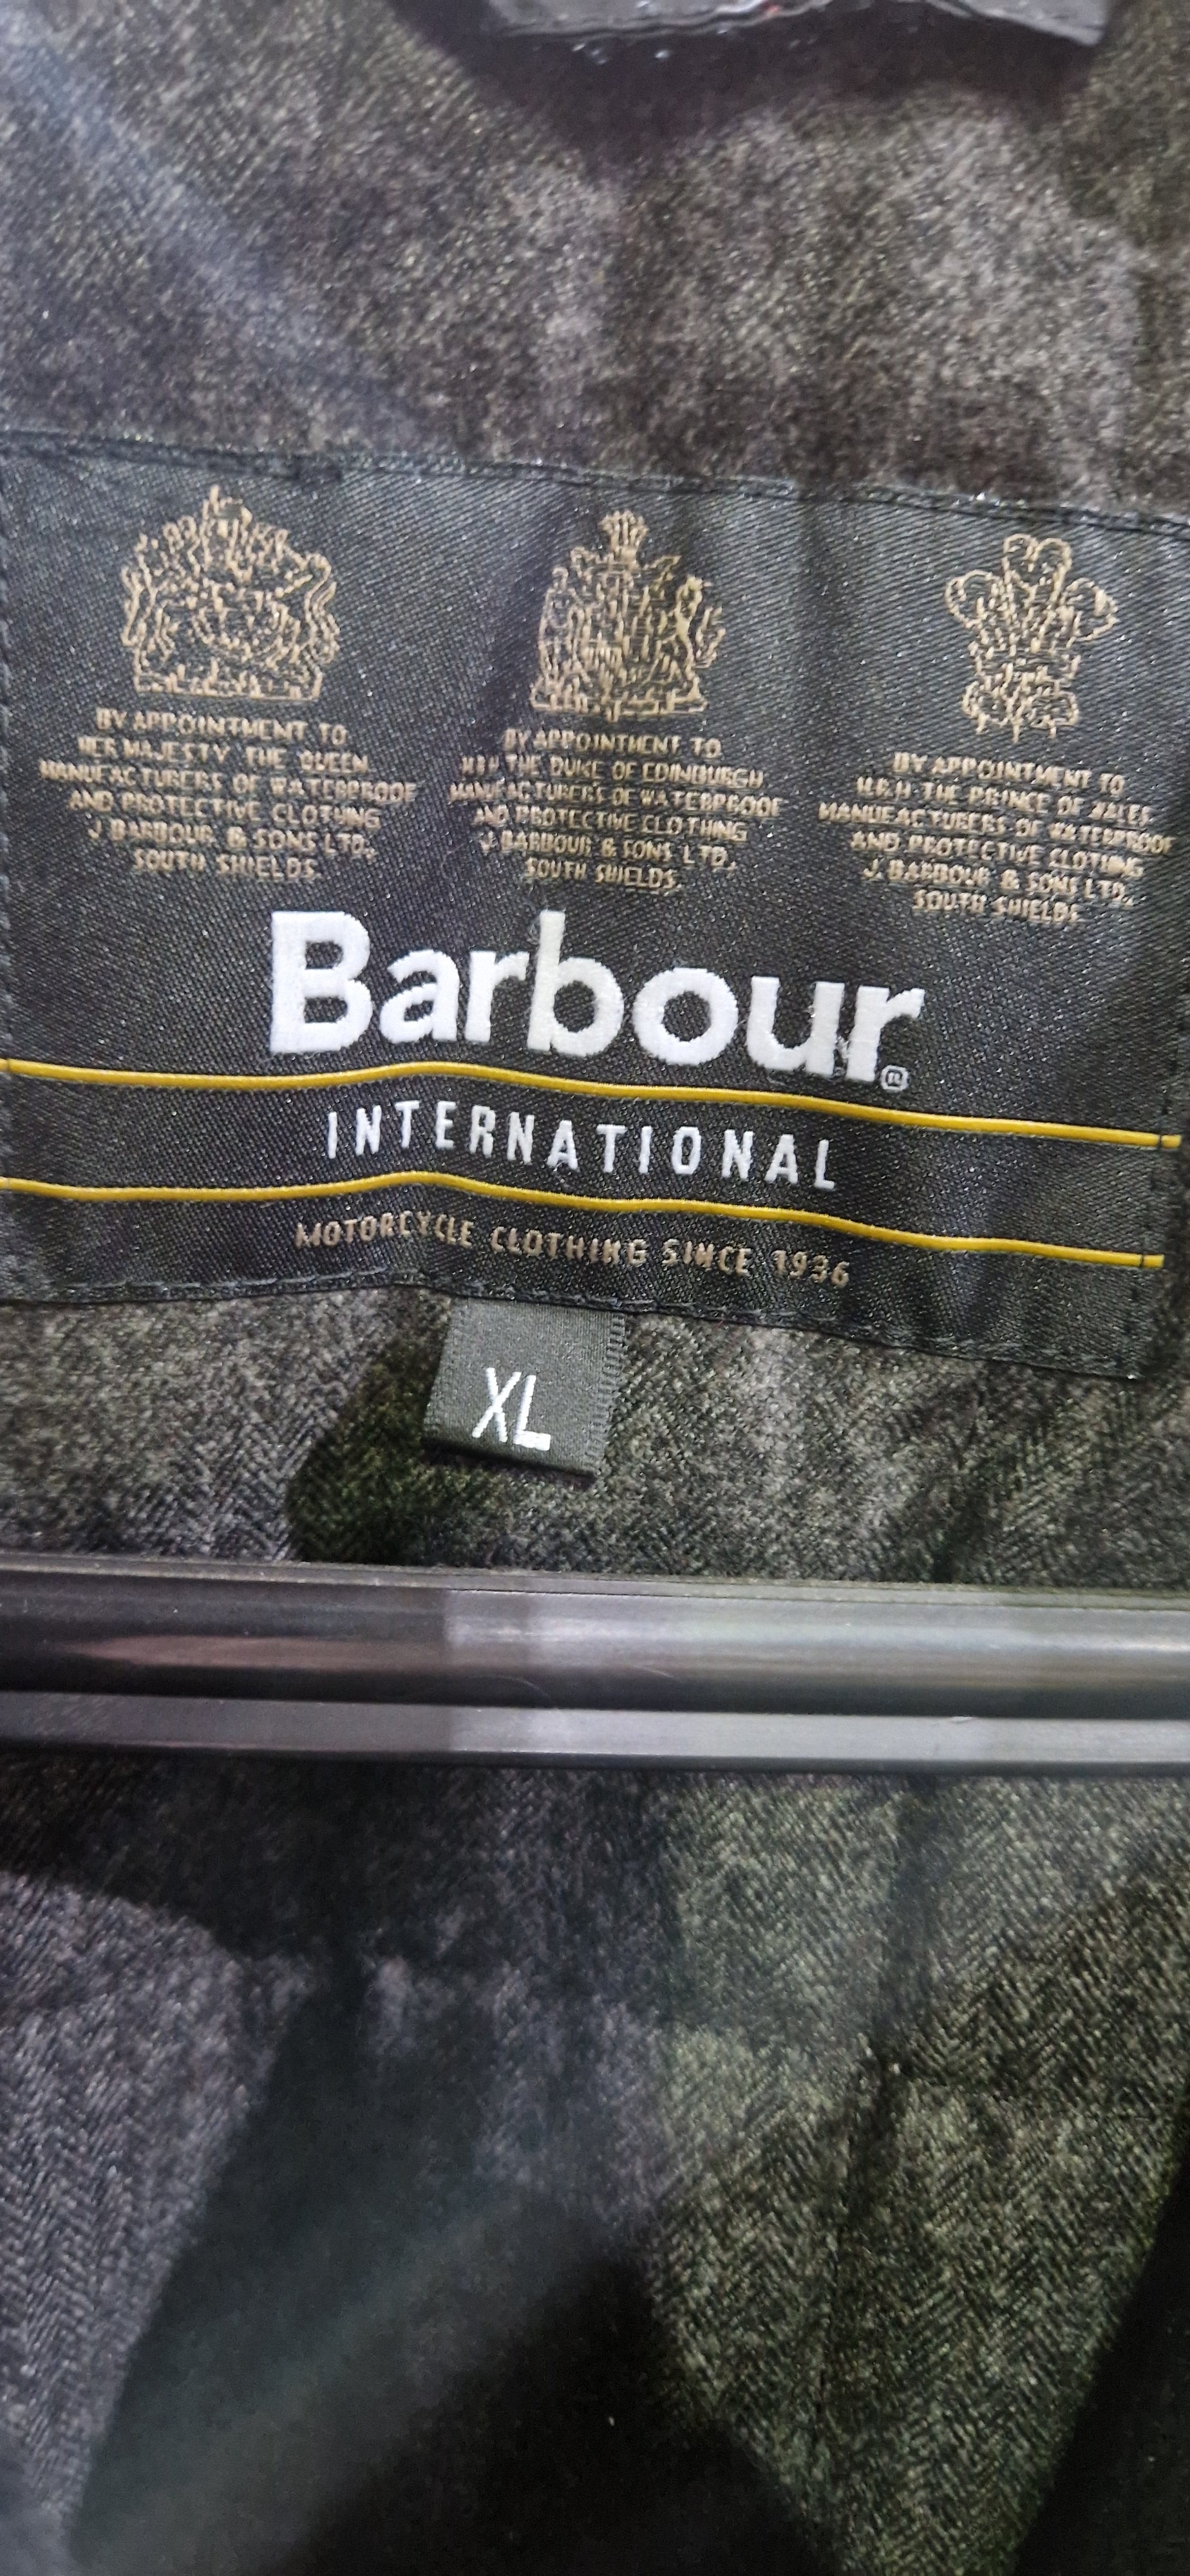 BY APPOINTMENT TO
HER MAJESTY THE QUEEN
MANUFACTURERS OF WATERPROOF
AND PROTECTIVE CLOTHING
J. BARBOUR & SONS LTD.,
SOUTH SHIELDS.
BY APPOINTMENT TO
H.R.H. THE DUKE OF EDINBURGH
MANUFACTURERS OF WATERPROOF
AND PROTECTIVE CLOTHING
J. BARBOUR & SONS LTD.,
SOUTH SHIELDS.
BY APPOINTMENT TO
H.R.H. THE PRINCE OF WALES
MANUFACTURERS OF WATERPROOF
AND PROTECTIVE CLOTHING
J. BARBOUR & SONS LTD.,
SOUTH SHIELDS
Barbour®
INTERNATIONAL
MOTORCYCLE CLOTHING SINCE 1936
XL